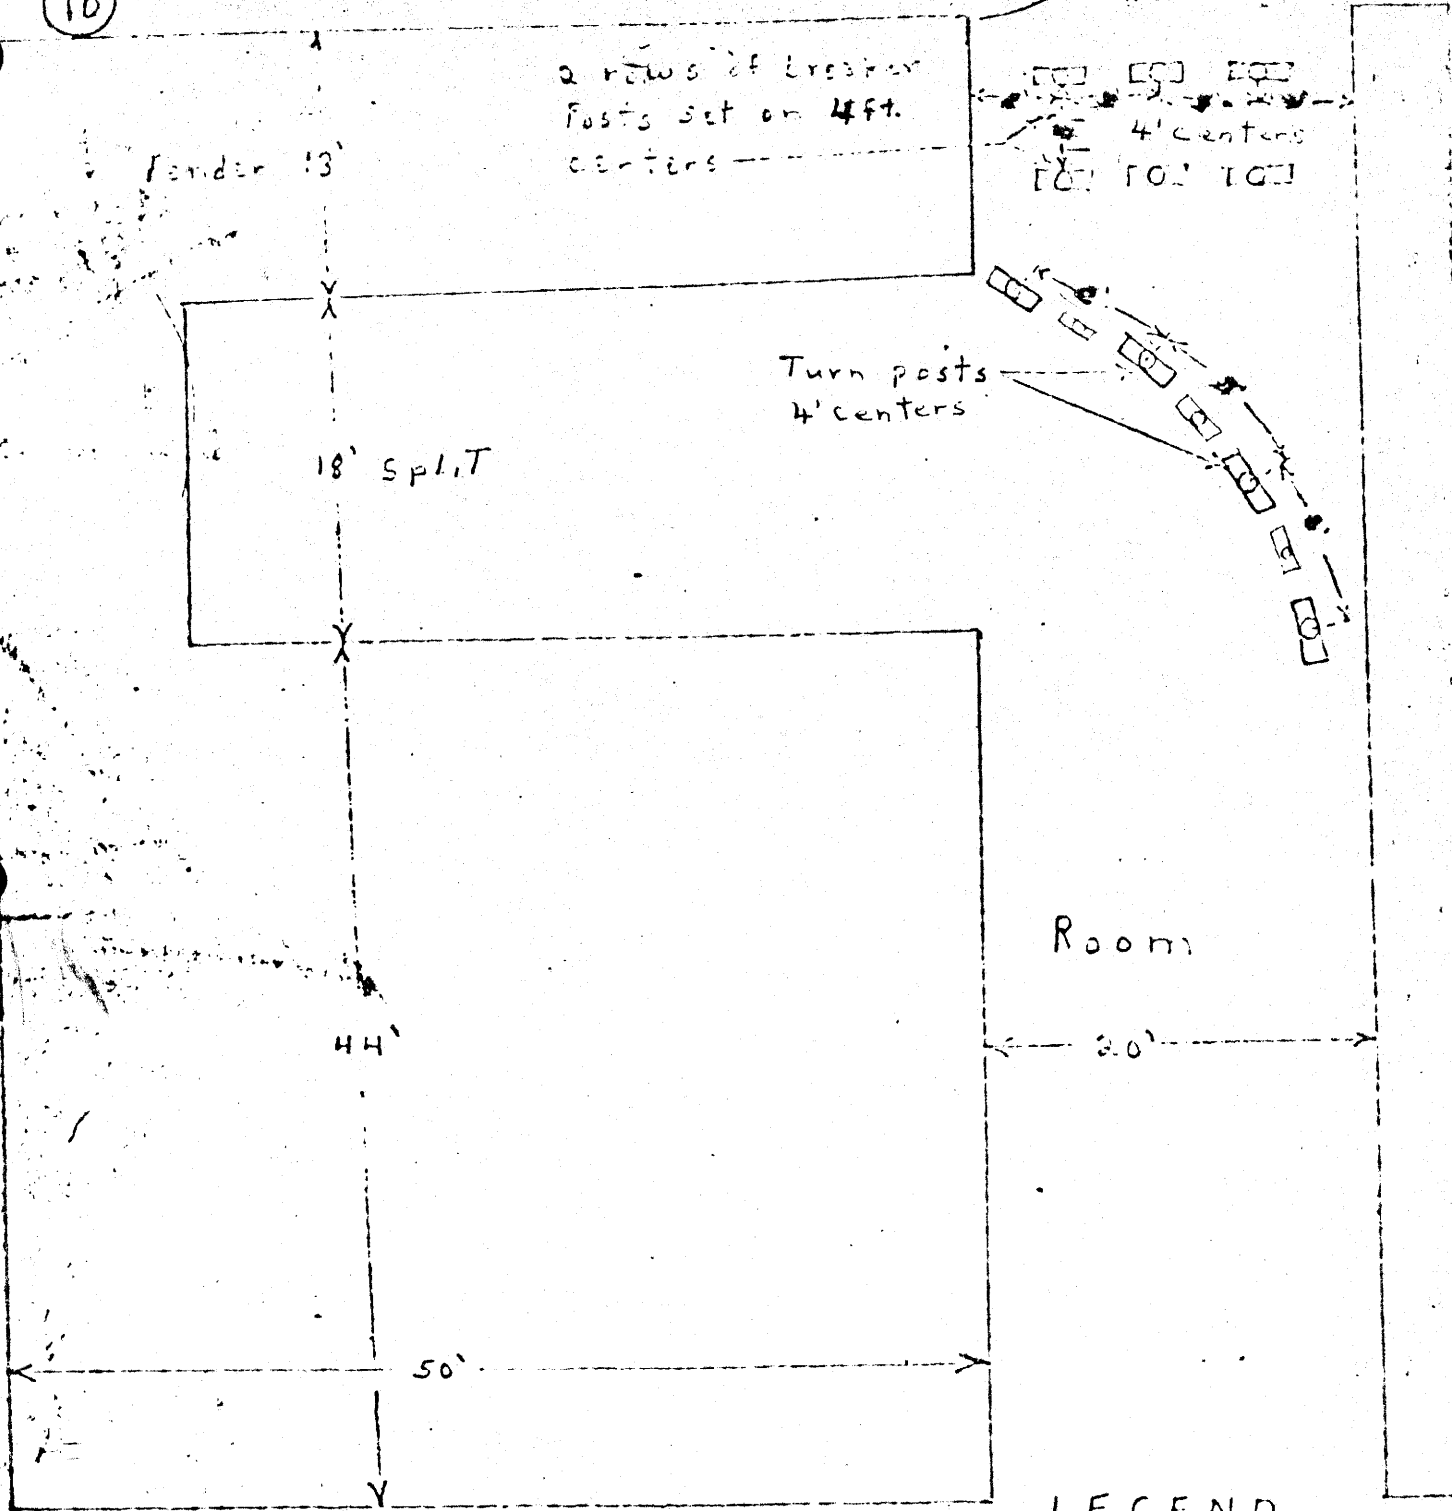 10
2 rows of breaker
Posts set on 4ft.
centers
4' centers
Fender 13'
Turn posts
4' centers
18' split
Room
20'
44'
50'
LEGEND